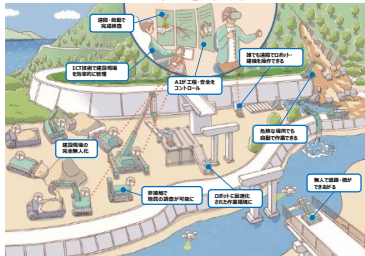 遠隔・自動で
完成検査
ICT技術で建設現場
を効率的に管理
AIが工程・安全を
コントロール
誰でも遠隔でロボット・
建機を操作できる
危険な場所でも
自動で作業できる
建設現場の
完全無人化
非接触で
地質の調査が可能に
ロボットに最適化
された作業環境に
無人で道路・橋が
できあがる